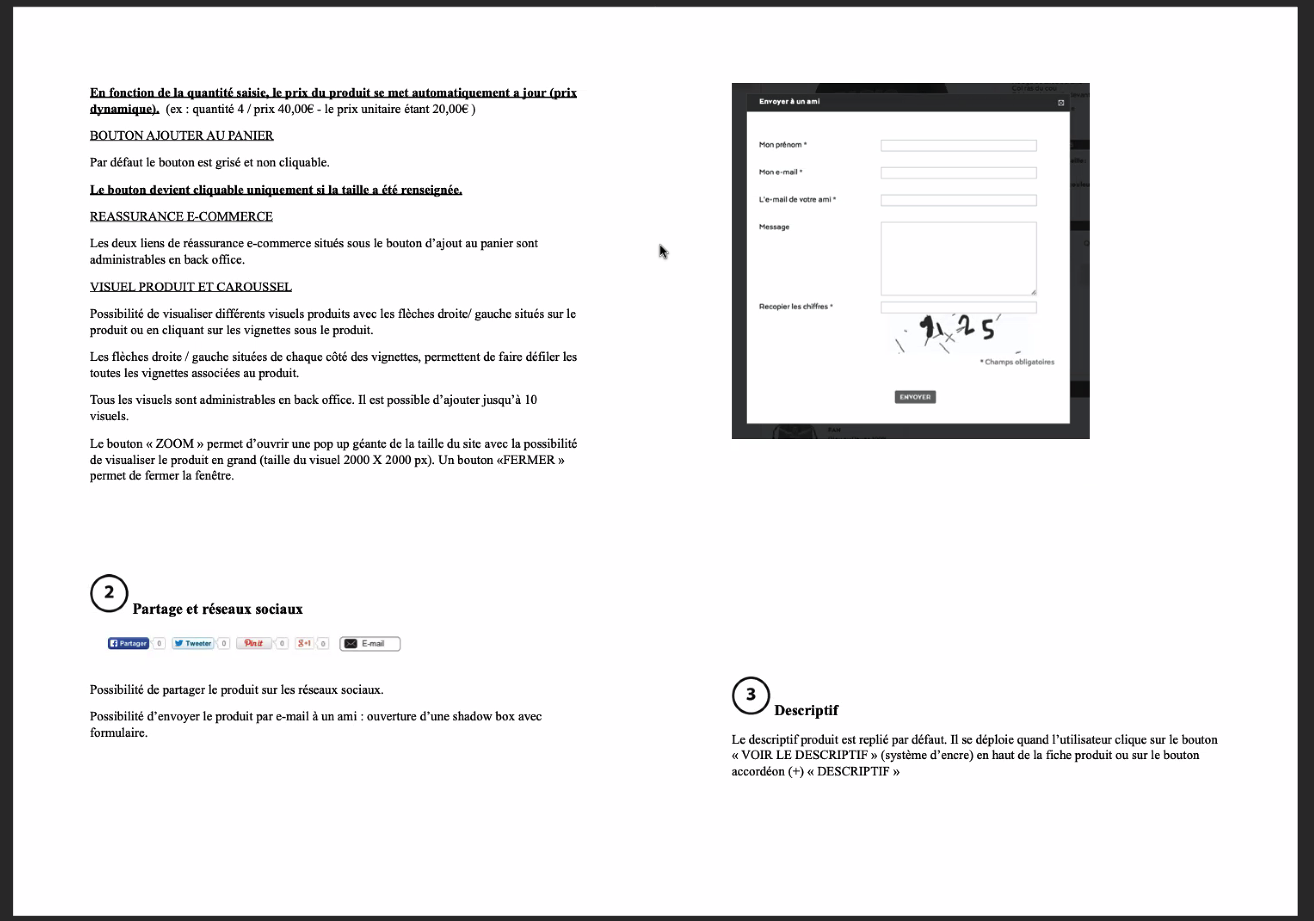 En fonction de la quantité saisie, le prix du produit se met automatiquement a jour (prix
dynamique). (ex : quantité 4 / prix 40,00€ - le prix unitaire étant 20,00€ )
BOUTON AJOUTER AU PANIER
Par défaut le bouton est grisé et non cliquable.
Le bouton devient cliquable uniquement si la taille a été renseignée.
REASSURANCE E-COMMERCE
Les deux liens de réassurance e-commerce situés sous le bouton d'ajout au panier sont
administrables en back office.
VISUEL PRODUIT ET CAROUSSEL
Possibilité de visualiser différents visuels produits avec les flèches droite/ gauche situés sur le
produit ou en cliquant sur les vignettes sous le produit.
Les flèches droite / gauche situées de chaque côté des vignettes, permettent de faire défiler les
toutes les vignettes associées au produit.
Tous les visuels sont administrables en back office. Il est possible d'ajouter jusqu'à 10
visuels.
Le bouton « ZOOM » permet d'ouvrir une pop up géante de la taille du site avec la possibilité
de visualiser le produit en grand (taille du visuel 2000 X 2000 px). Un bouton «FERMER »
permet de fermer la fenêtre.
2 Partage et réseaux sociaux
Partager 0 Tweeter 0 Pinit 0 g+1 0 E-mail
Possibilité de partager le produit sur les réseaux sociaux.
Possibilité d'envoyer le produit par e-mail à un ami : ouverture d'une shadow box avec
formulaire.
Envoyer à un ami
Mon prénom *
Mon e-mail *
L'e-mail de votre ami *
Message
Recopier les chiffres *
* Champs obligatoires
ENVOYER
3 Descriptif
Le descriptif produit est replié par défaut. Il se déploie quand l'utilisateur clique sur le bouton
« VOIR LE DESCRIPTIF » (système d'encre) en haut de la fiche produit ou sur le bouton
accordéon (+) « DESCRIPTIF »